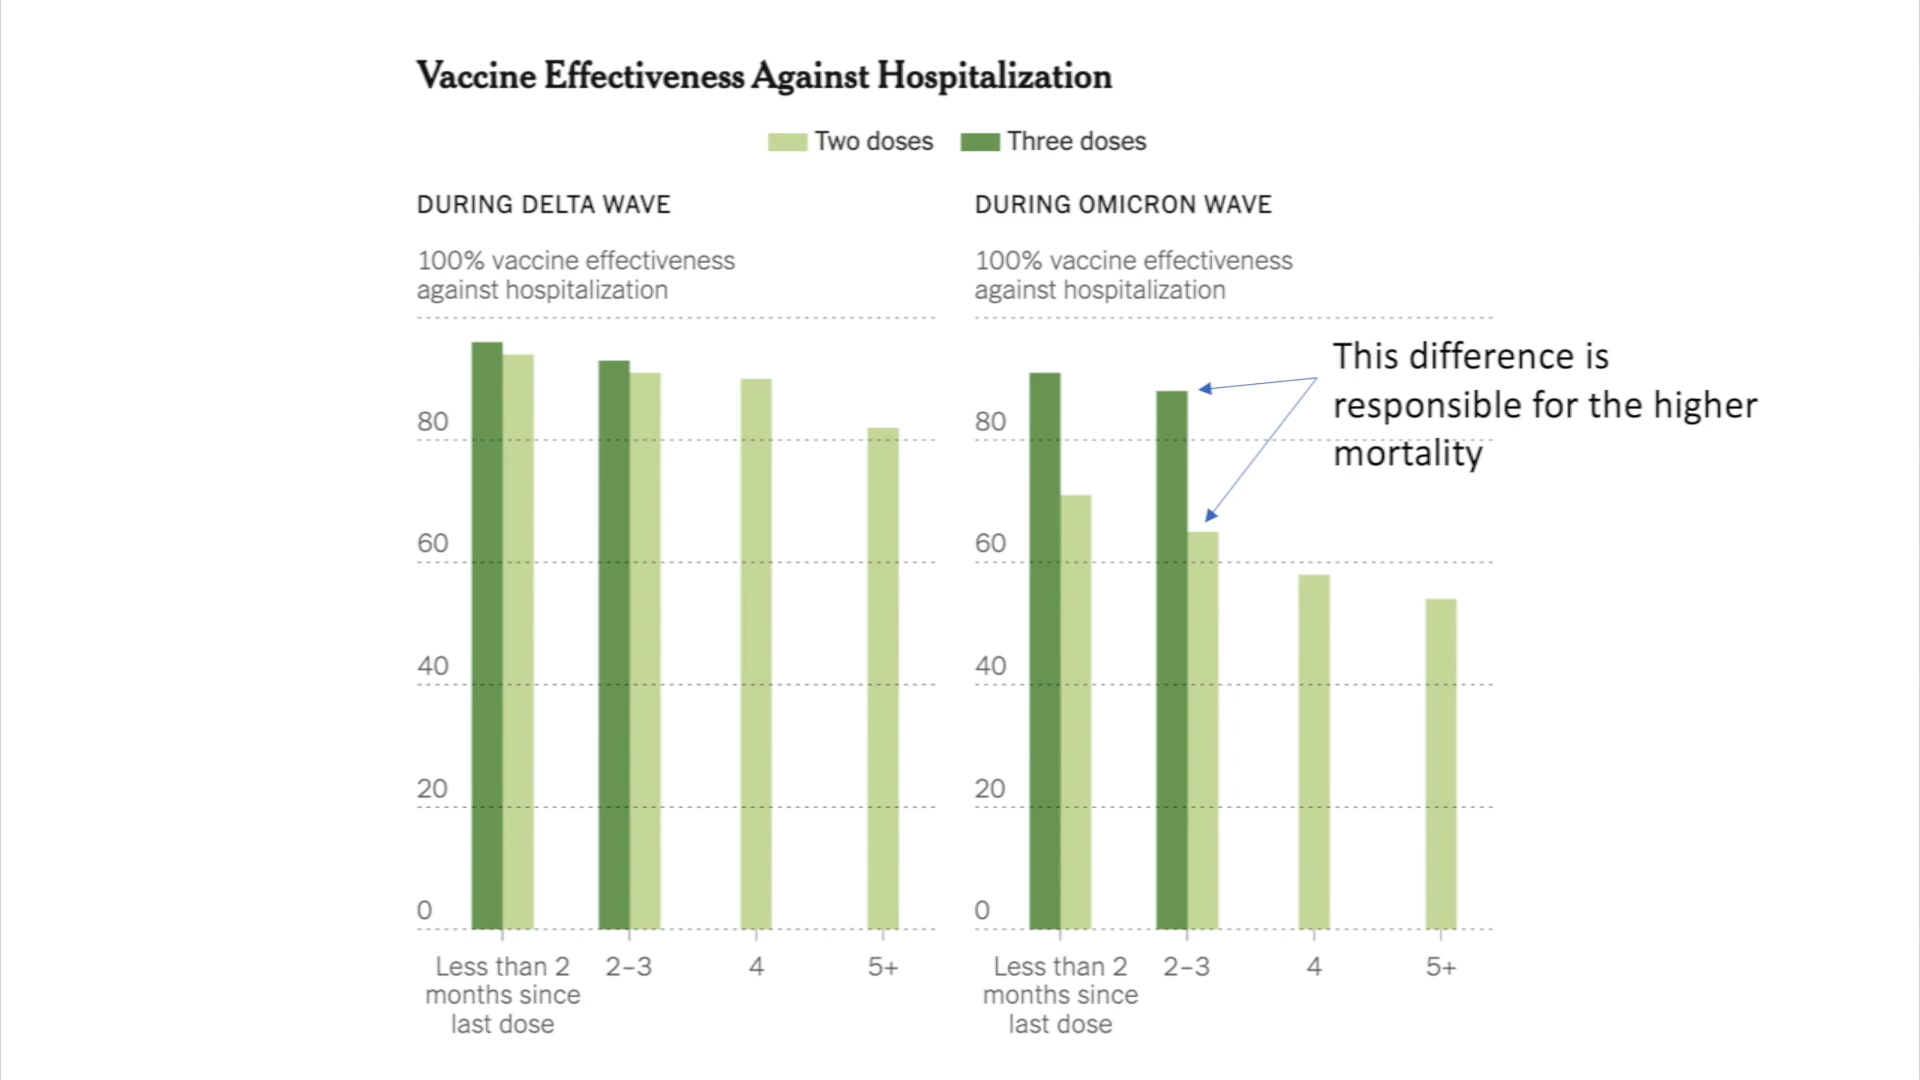 Vaccine Effectiveness Against Hospitalization
Two doses
Three doses
DURING DELTA WAVE
100% vaccine effectiveness
against hospitalization
80
60
40
20
0
Less than 2
months since
last dose
2–3
4
5+
DURING OMICRON WAVE
100% vaccine effectiveness
against hospitalization
80
60
40
20
0
Less than 2
months since
last dose
2–3
4
5+
This difference is
responsible for the higher
mortality